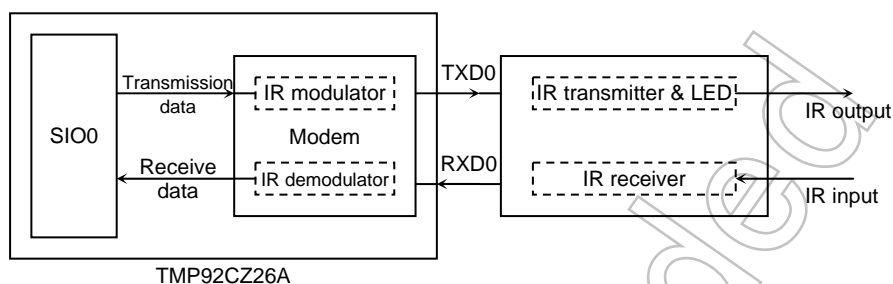 Transmission
data
SIO0
Receive
data
IR modulator
Modem
IR demodulator
TXD0
RXD0
IR transmitter & LED
IR receiver
IR output
IR input
TMP92CZ26A
ded